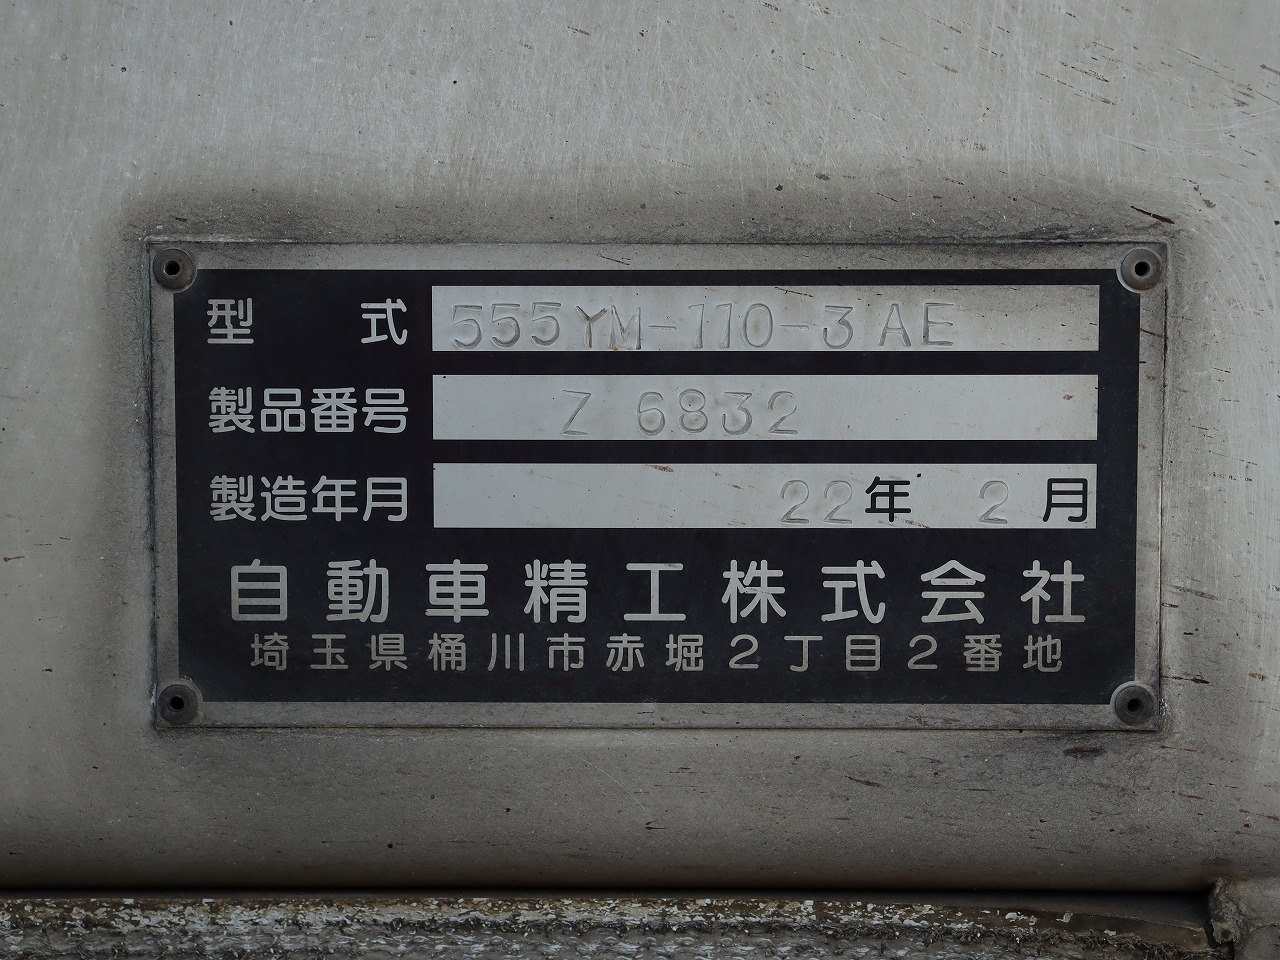 型式 555YM-110-3AE
製品番号 Z 6832
製造年月 22年 2月
自動車精工株式会社
埼玉県桶川市赤堀2丁目2番地